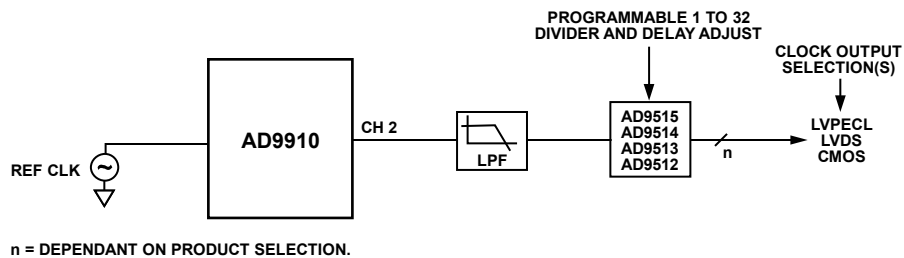 PROGRAMMABLE 1 TO 32
DIVIDER AND DELAY ADJUST
CLOCK OUTPUT
SELECTION(S)
AD9910
CH 2
LPF
AD9515
AD9514
AD9513
AD9512
n
LVPECL
LVDS
CMOS
REF CLK
n = DEPENDANT ON PRODUCT SELECTION.